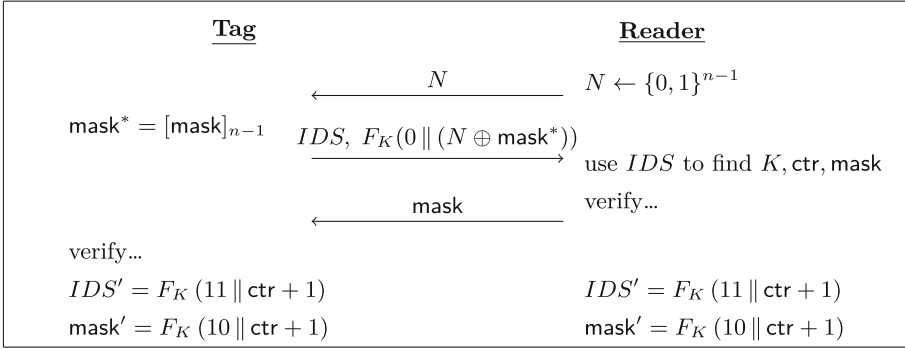 Tag Reader
N
N ← {0, 1}^{n−1}
mask* = [mask]_{n−1}
IDS, F_K(0 ∥ (N ⊕ mask*))
use IDS to find K, ctr, mask
verify…
mask
verify…
IDS′ = F_K (11 ∥ ctr + 1) IDS′ = F_K (11 ∥ ctr + 1)
mask′ = F_K (10 ∥ ctr + 1) mask′ = F_K (10 ∥ ctr + 1)